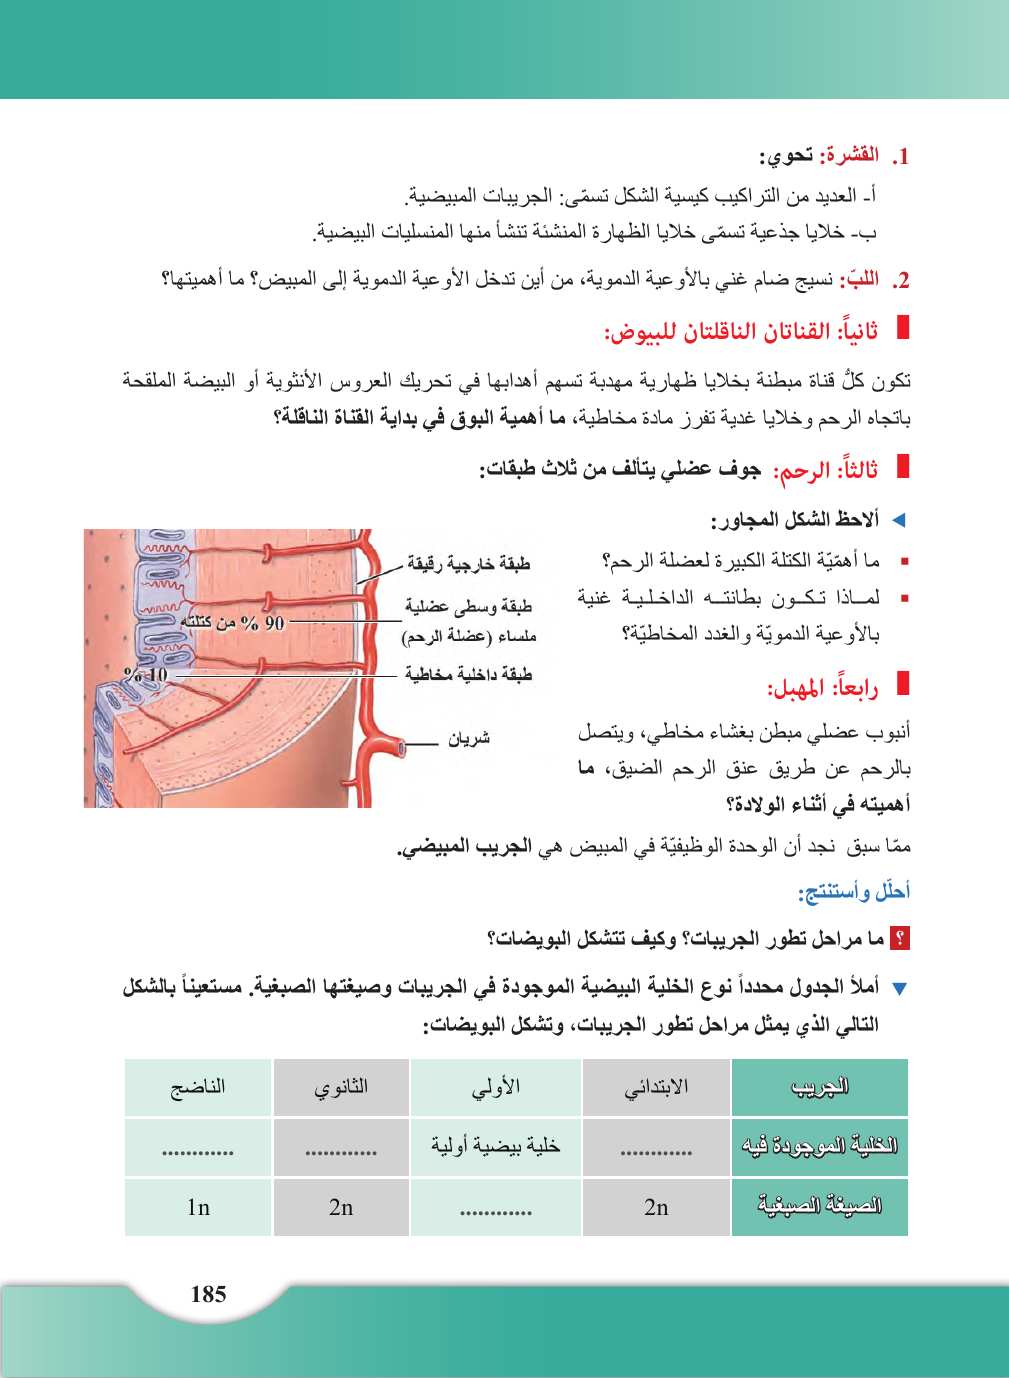 1. القشرة: تحوي:
أ- العديد من التراكيب كيسية الشكل تسمّى: الجريبات المبيضية.
ب- خلايا جذعية تسمّى خلايا الظهارة المنشئة تنشأ منها المنسليات البيضية.
2. اللبّ: نسيج ضام غني بالأوعية الدموية، من أين تدخل الأوعية الدموية إلى المبيض؟ ما أهميتها؟
ثانياً: القناتان الناقلتان للبيوض:
تكون كلُّ قناة مبطنة بخلايا ظهارية مهدبة تسهم أهدابها في تحريك العروس الأنثوية أو البيضة الملقحة
باتجاه الرحم وخلايا غدية تفرز مادة مخاطية، ما أهمية البوق في بداية القناة الناقلة؟
ثالثاً: الرحم: جوف عضلي يتألف من ثلاث طبقات:
ألاحظ الشكل المجاور:
ما أهمّيّة الكتلة الكبيرة لعضلة الرحم؟
لمـاذا تـكـون بطانتـه الداخـلـيـة غنية
بالأوعية الدمويّة والغدد المخاطيّة؟
طبقة خارجية رقيقة
طبقة وسطى عضلية
ملساء (عضلة الرحم)
90 % من كتلته
طبقة داخلية مخاطية
10 %
شريان
رابعاً: المهبل:
أنبوب عضلي مبطن بغشاء مخاطي، ويتصل
بالرحم عن طريق عنق الرحم الضيق، ما
أهميته في أثناء الولادة؟
ممّا سبق نجد أن الوحدة الوظيفيّة في المبيض هي الجريب المبيضي.
أحلّل وأستنتج:
؟ ما مراحل تطور الجريبات؟ وكيف تتشكل البويضات؟
أملأ الجدول محدداً نوع الخلية البيضية الموجودة في الجريبات وصيغتها الصبغية. مستعيناً بالشكل
التالي الذي يمثل مراحل تطور الجريبات، وتشكل البويضات:
الجريب الابتدائي الأولي الثانوي الناضج
الخلية الموجودة فيه ............ خلية بيضية أولية ............ ............
الصيغة الصبغية 2n ............ 2n 1n
185